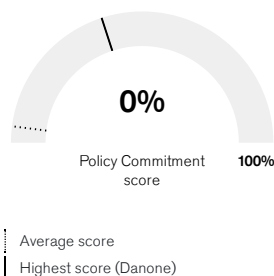 0%
Policy Commitment 100%
score
Average score
Highest score (Danone)